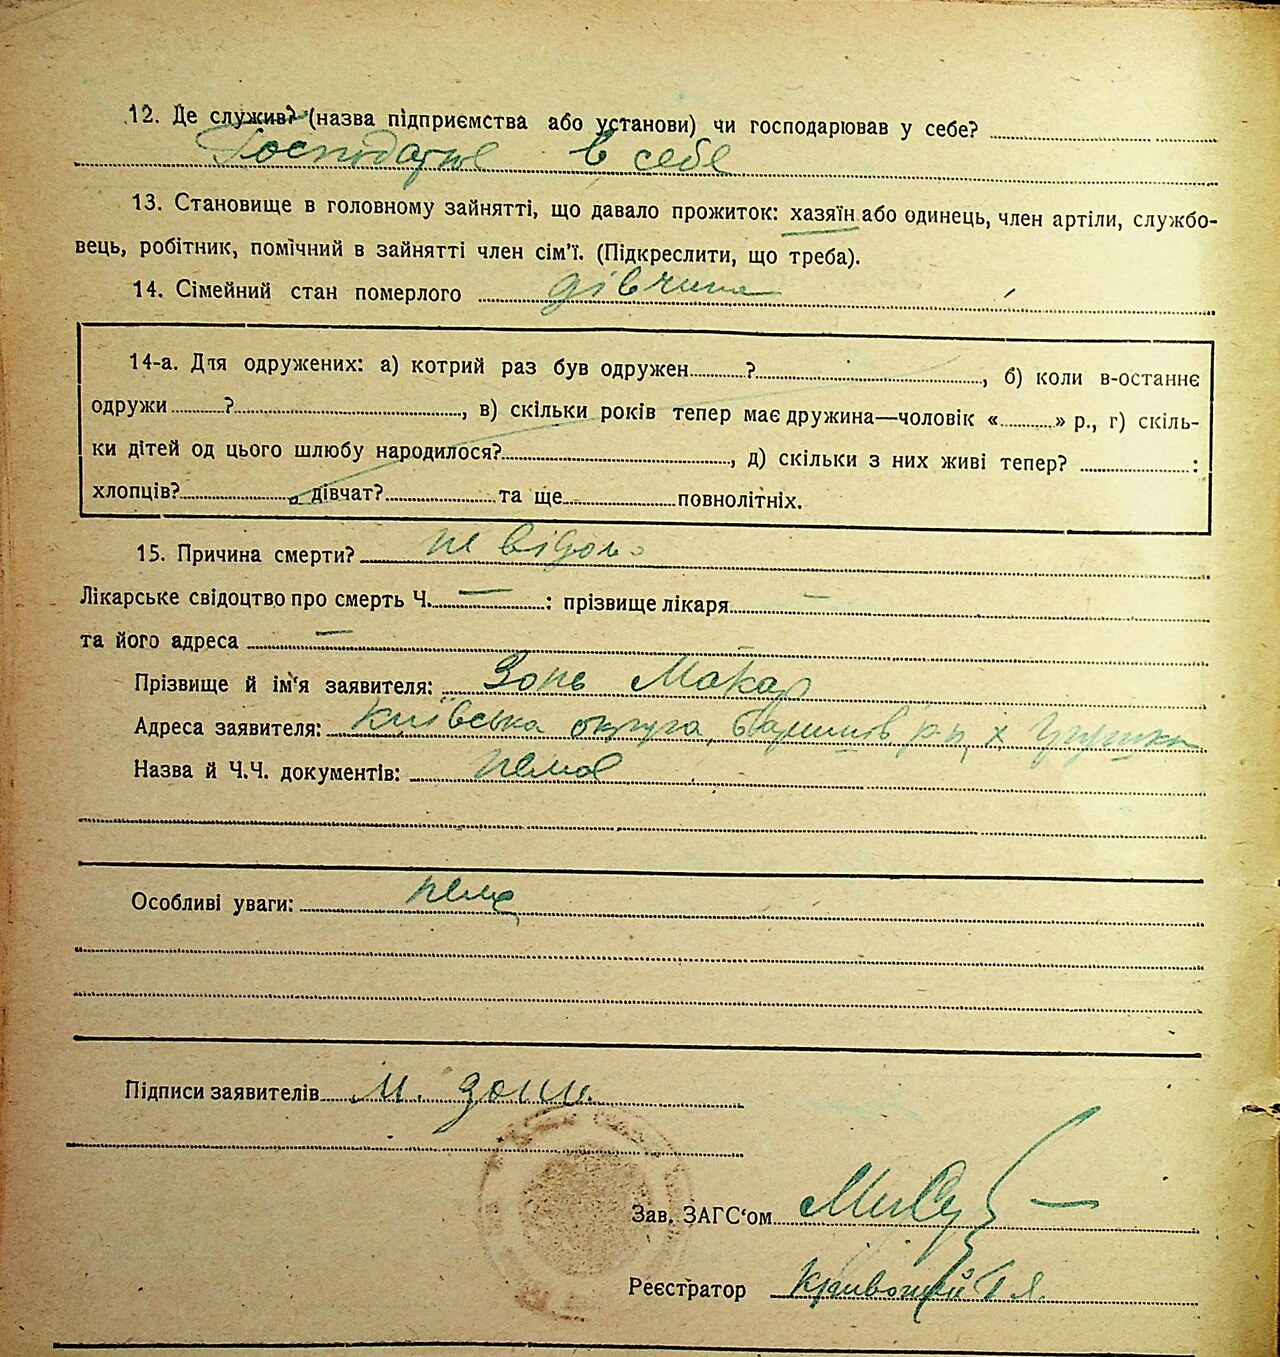 12. Де служив? (назва підприємства або установи) чи господарював у себе?
Господарює в себе
13. Становище в головному зайнятті, що давало прожиток: хазяїн або одинець, член артіли, службо-
вець, робітник, помічний в зайнятті член сім'ї. (Підкреслити, що треба).
14. Сімейний стан померлого дівчина
14-а. Для одружених: а) котрий раз був одружен ? , б) коли в-останнє
одружи ? , в) скільки років тепер має дружина—чоловік « » р., г) скіль-
ки дітей од цього шлюбу народилося? , д) скільки з них живі тепер? :
хлопців? , дівчат? та ще повнолітніх.
15. Причина смерти? не відомо
Лікарське свідоцтво про смерть Ч. — : прізвище лікаря —
та його адреса —
Прізвище й ім'я заявителя: Зонь Макар
Адреса заявителя: Київська округа, р-н, х
Назва й Ч.Ч. документів: немає
Особливі уваги: нема
Підписи заявителів М.
Зав. ЗАГС'ом
Реєстратор